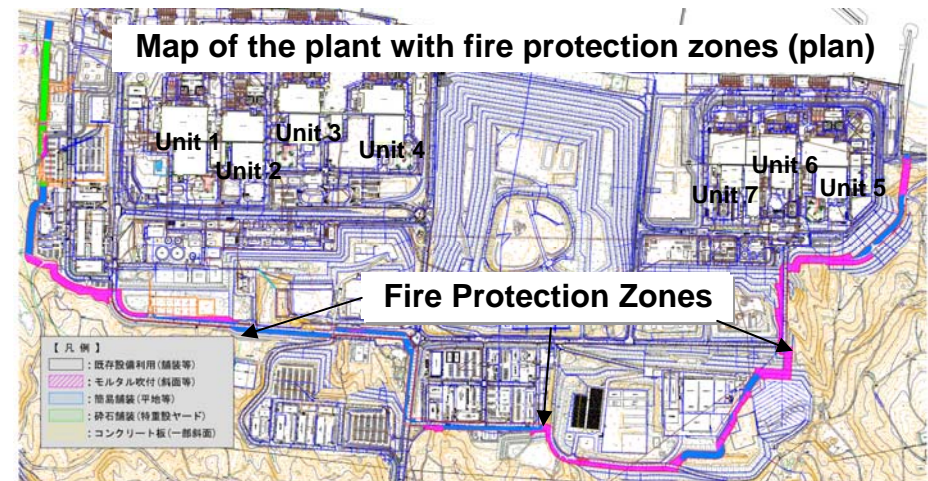 Map of the plant with fire protection zones (plan)
Unit 1
Unit 2
Unit 3
Unit 4
Unit 6
Unit 7
Unit 5
Fire Protection Zones
【凡例】
：既存設備利用(舗装等)
：モルタル吹付(斜面等)
：簡易舗装(平地等)
：砕石舗装(特重設ヤード)
：コンクリート板(一部斜面)